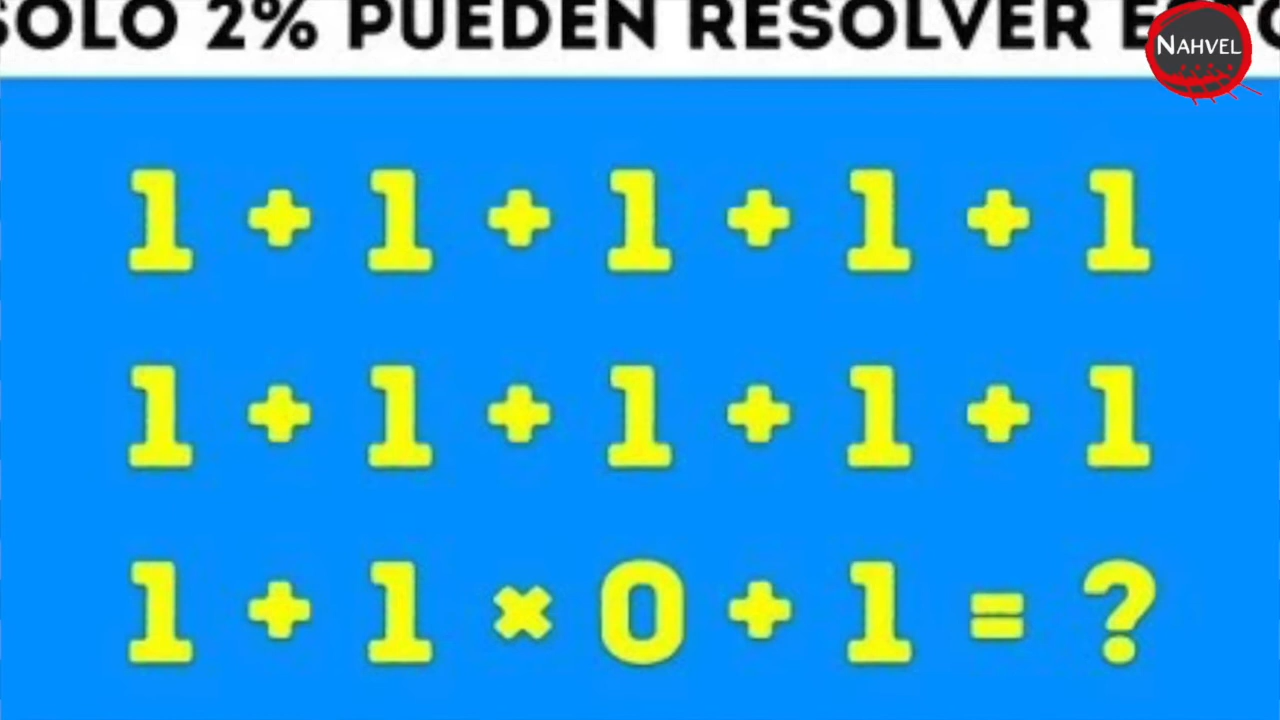 SOLO 2% PUEDEN RESOLVER ESTO
NAHVEL
1 + 1 + 1 + 1 + 1
1 + 1 + 1 + 1 + 1
1 + 1 × 0 + 1 = ?